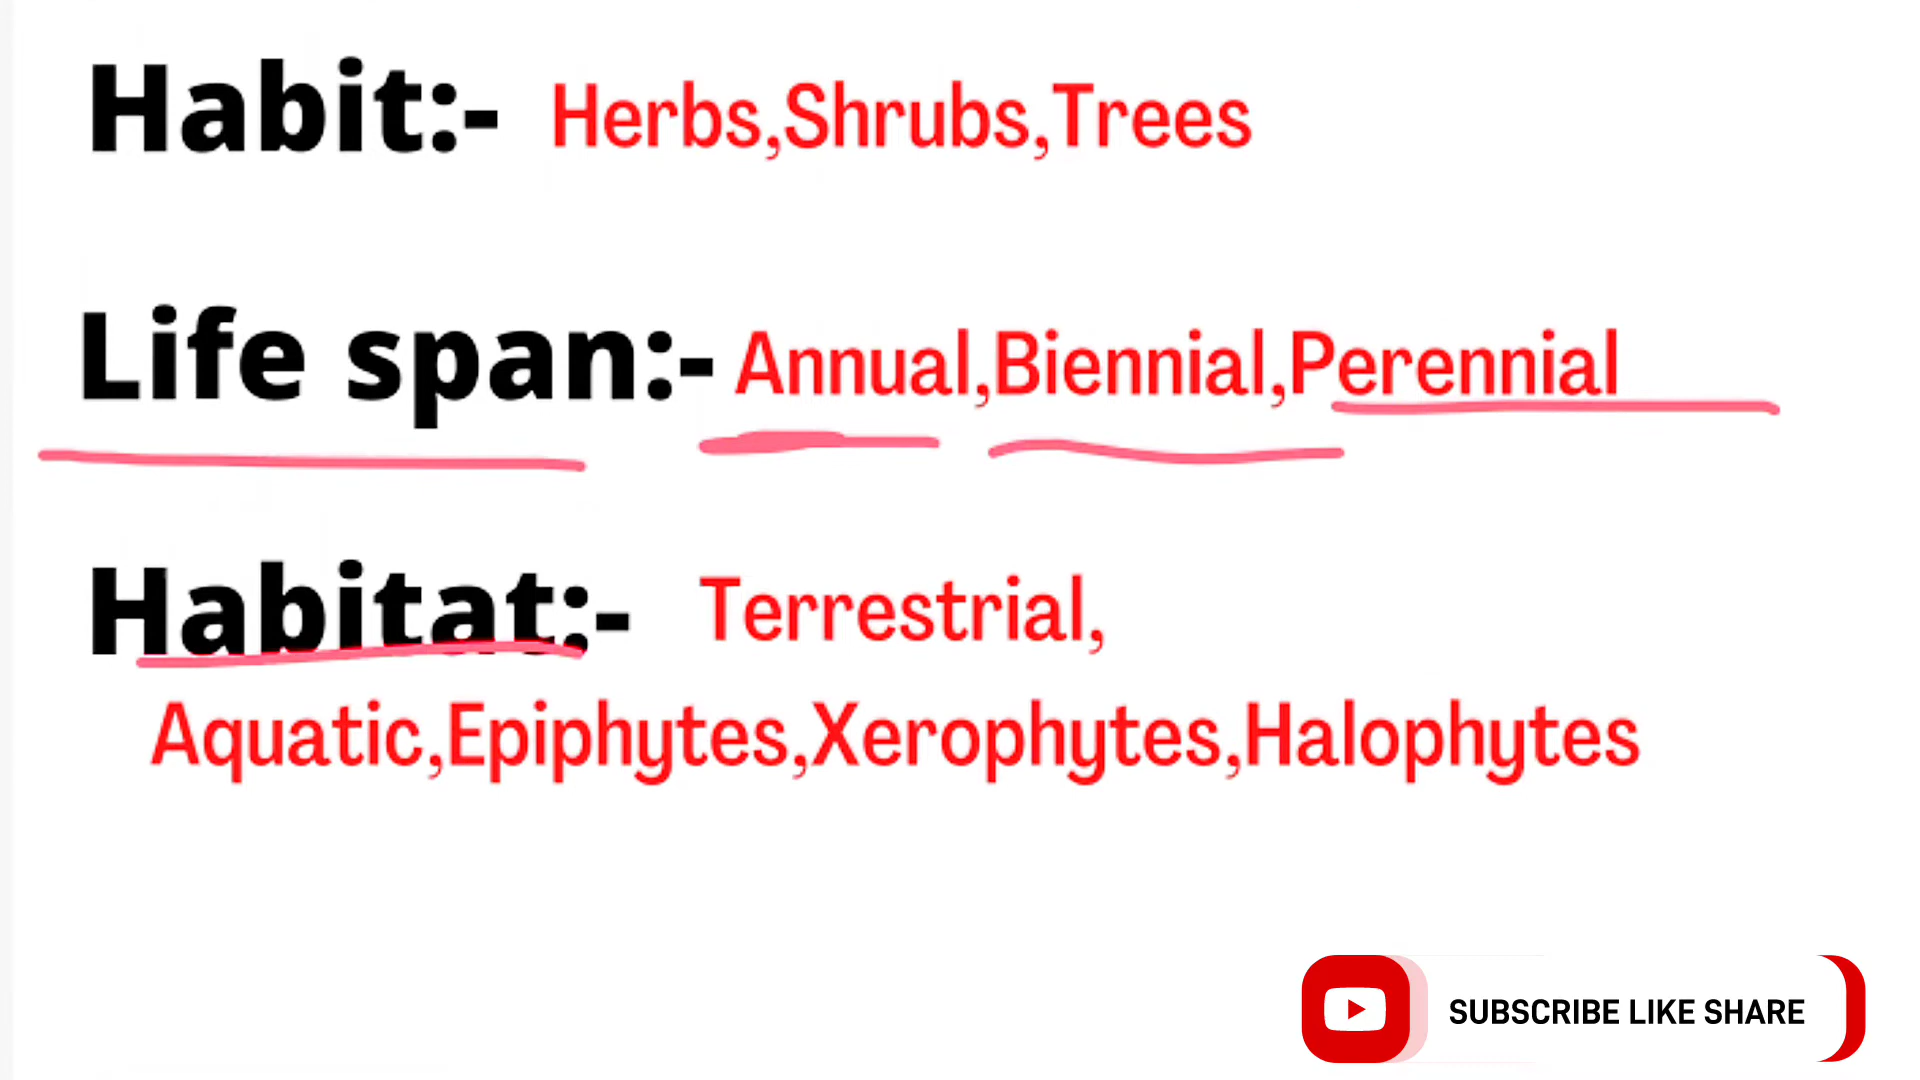 Habit:- Herbs,Shrubs,Trees
Life span:- Annual,Biennial,Perennial
Habitat:- Terrestrial,
Aquatic,Epiphytes,Xerophytes,Halophytes
SUBSCRIBE LIKE SHARE